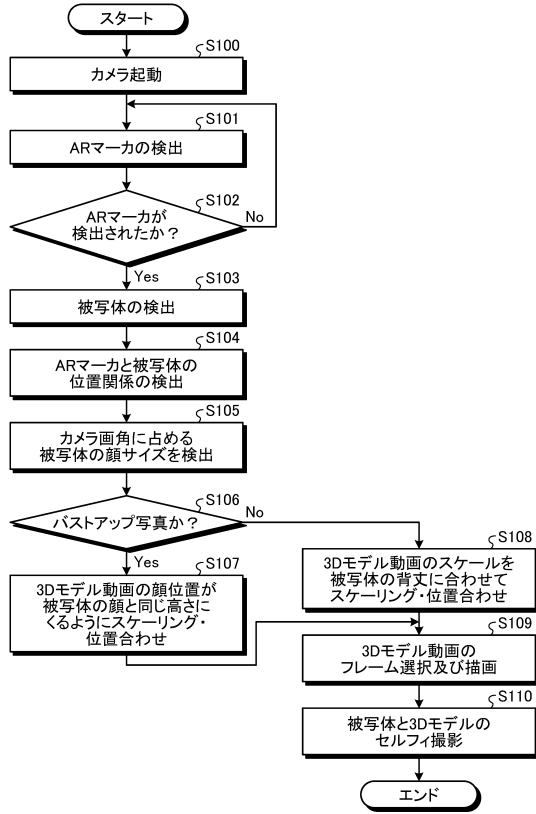 スタート
S100
カメラ起動
S101
ARマーカの検出
S102
ARマーカが
検出されたか？
No
Yes
S103
被写体の検出
S104
ARマーカと被写体の
位置関係の検出
S105
カメラ画角に占める
被写体の顔サイズを検出
S106
バストアップ写真か？
No
Yes
S107
3Dモデル動画の顔位置が
被写体の顔と同じ高さに
くるようにスケーリング・
位置合わせ
S108
3Dモデル動画のスケールを
被写体の背丈に合わせて
スケーリング・位置合わせ
S109
3Dモデル動画の
フレーム選択及び描画
S110
被写体と3Dモデルの
セルフィ撮影
エンド